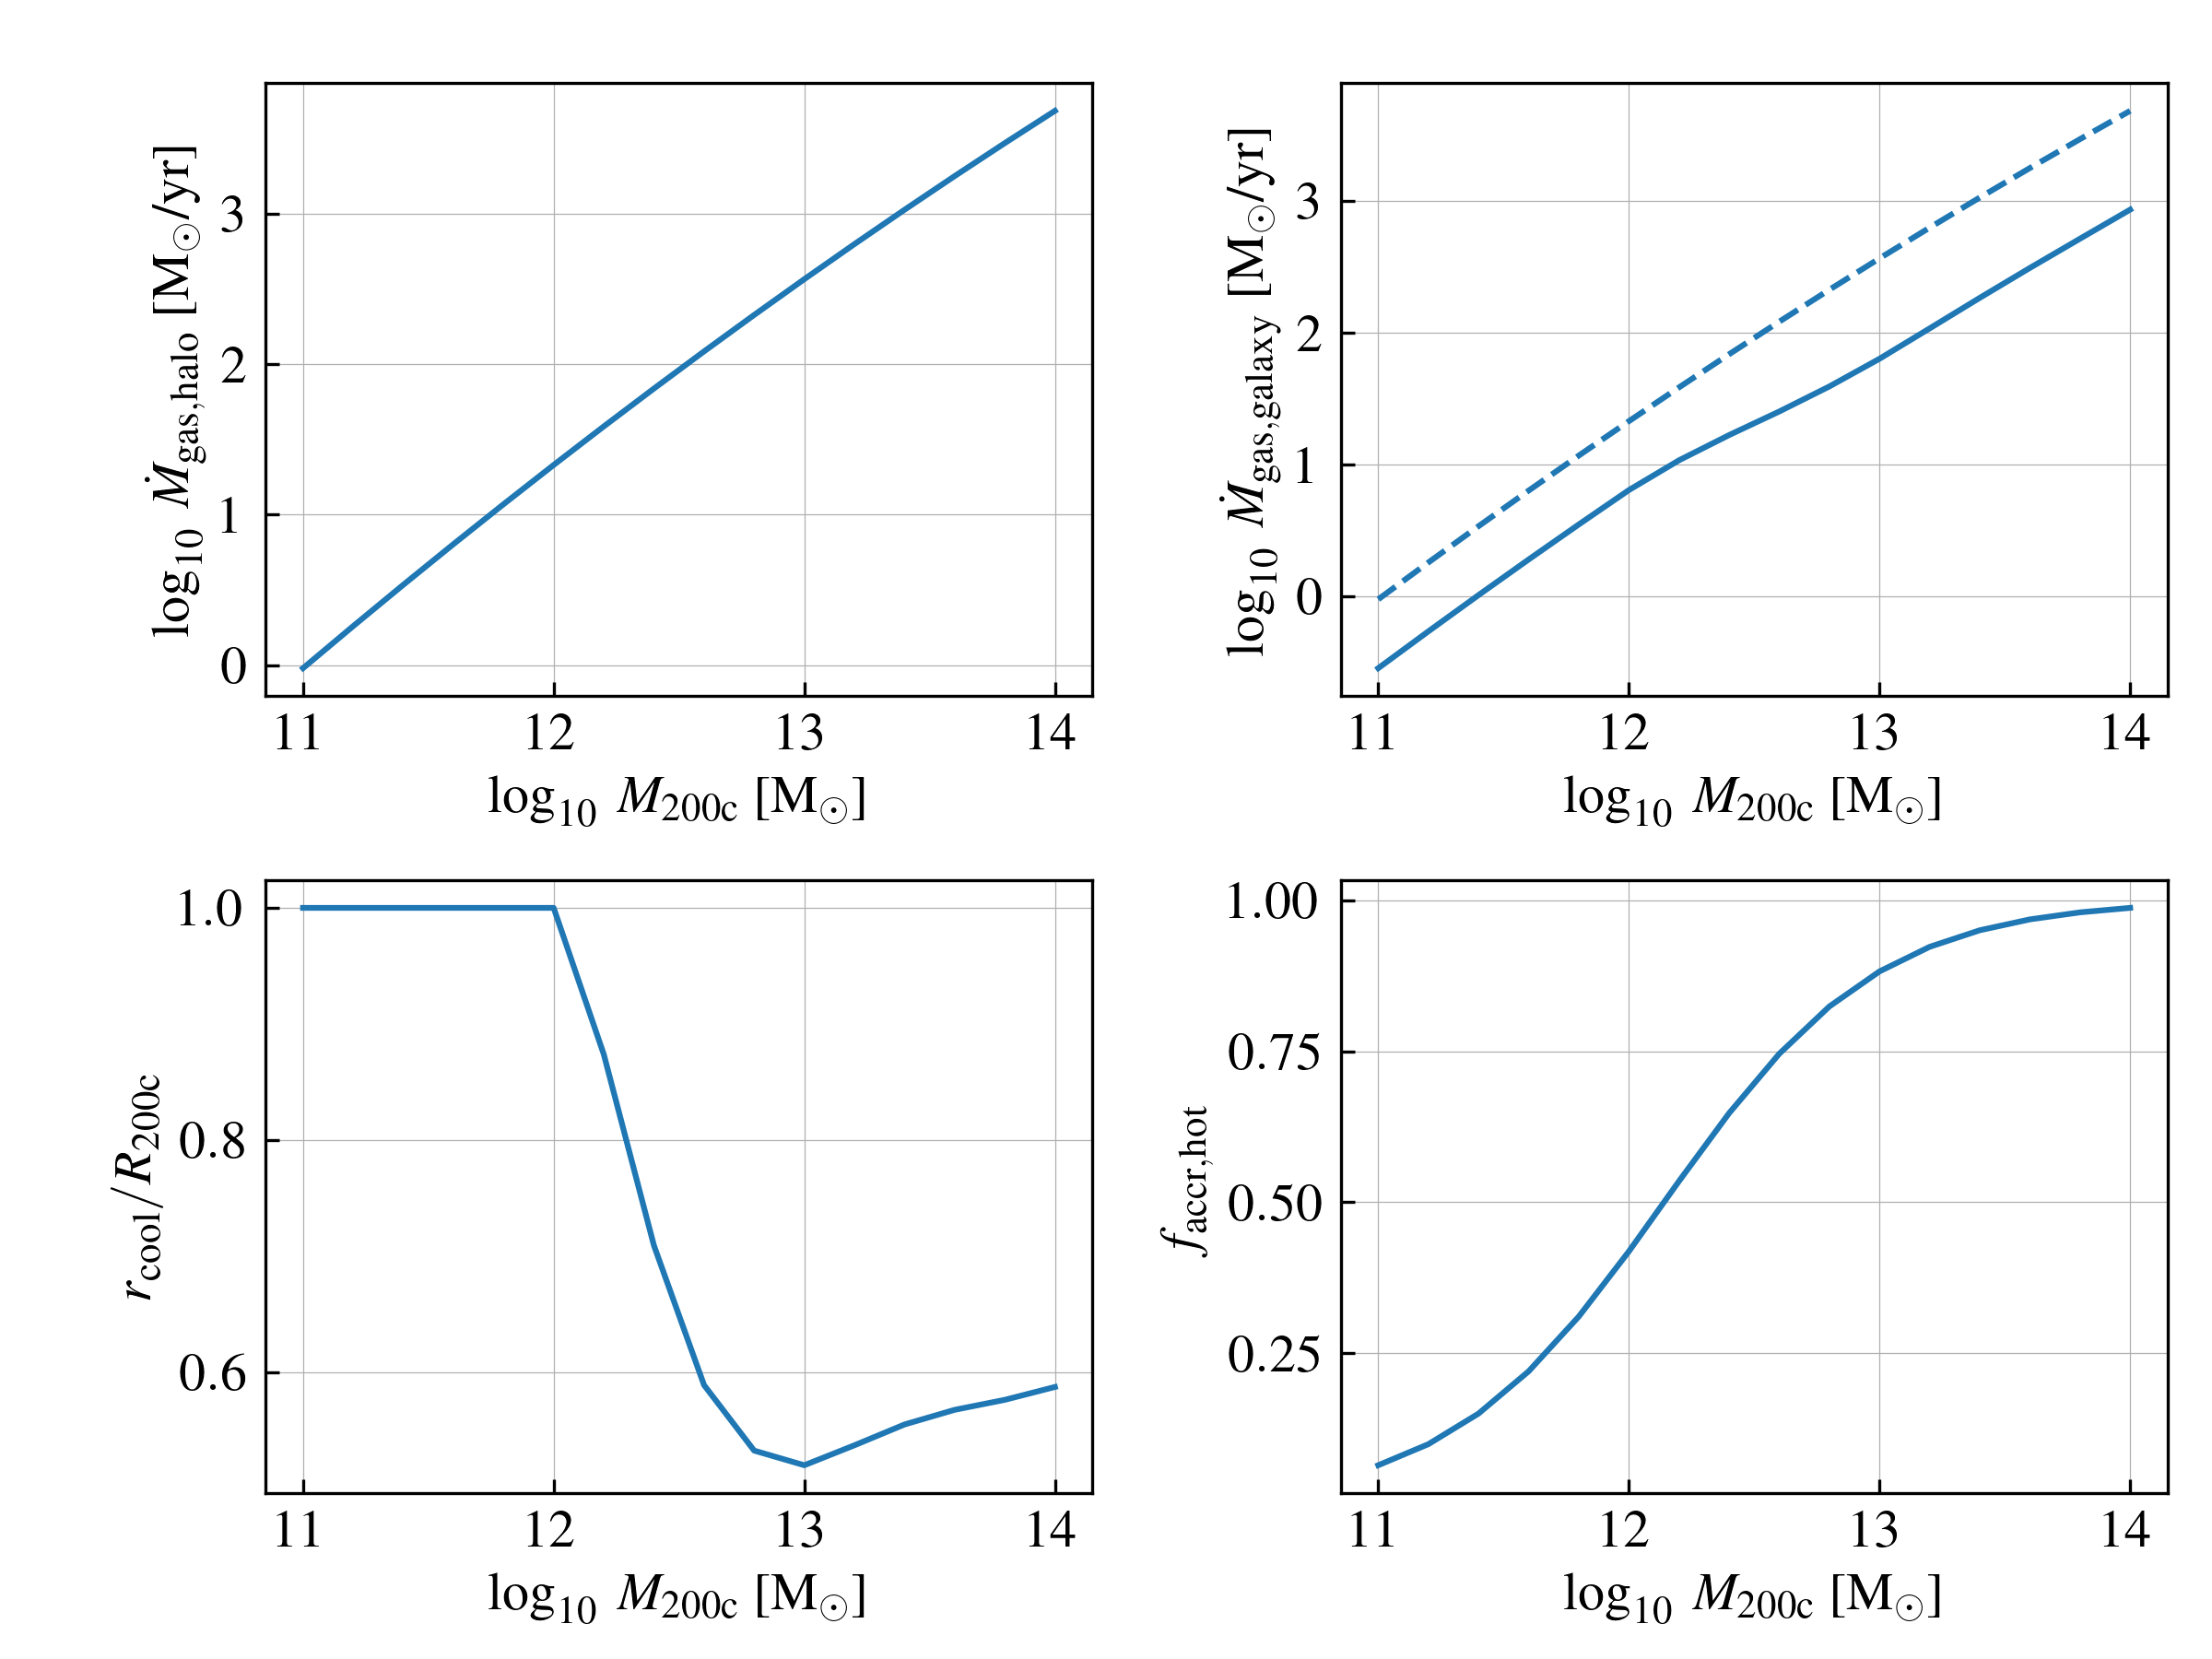 log₁₀ Ṁgas,halo [M⊙/yr]
3
2
1
0
11 12 13 14
log₁₀ M200c [M⊙]
log₁₀ Ṁgas,galaxy [M⊙/yr]
3
2
1
0
11 12 13 14
log₁₀ M200c [M⊙]
rcool/R200c
1.0
0.8
0.6
11 12 13 14
log₁₀ M200c [M⊙]
faccr,hot
1.00
0.75
0.50
0.25
11 12 13 14
log₁₀ M200c [M⊙]